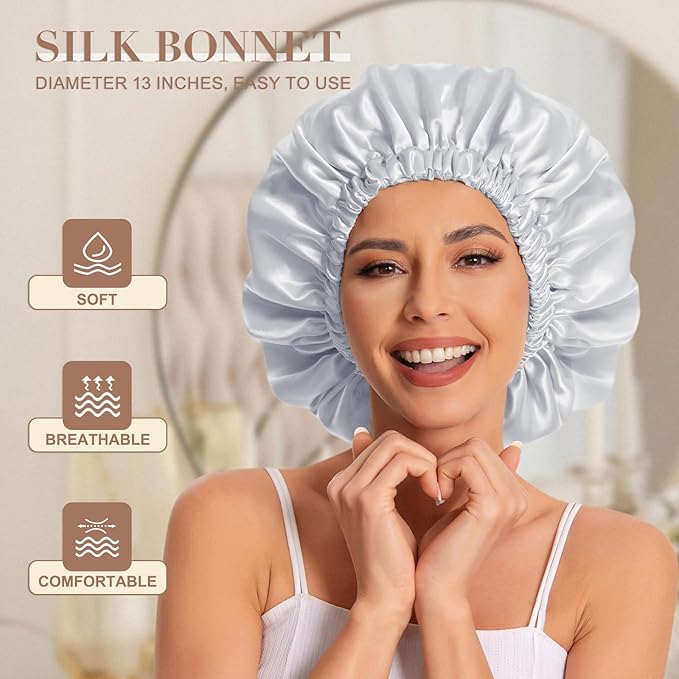 SILK BONNET
DIAMETER 13 INCHES, EASY TO USE
SOFT
BREATHABLE
COMFORTABLE